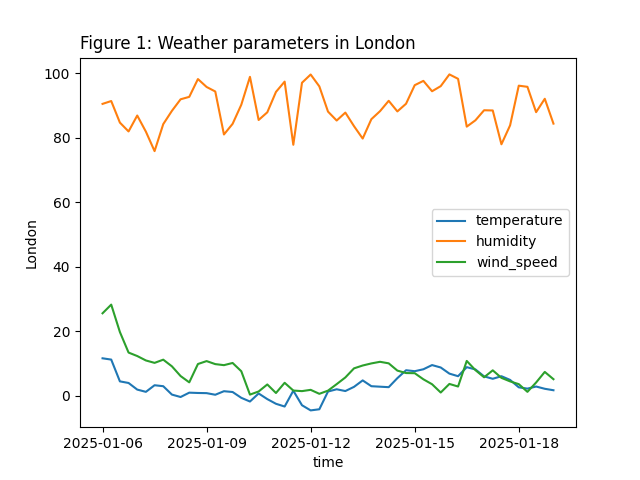 Figure 1: Weather parameters in London
100
80
60
40
20
0
London
temperature
humidity
wind_speed
2025-01-06
2025-01-09
2025-01-12
2025-01-15
2025-01-18
time